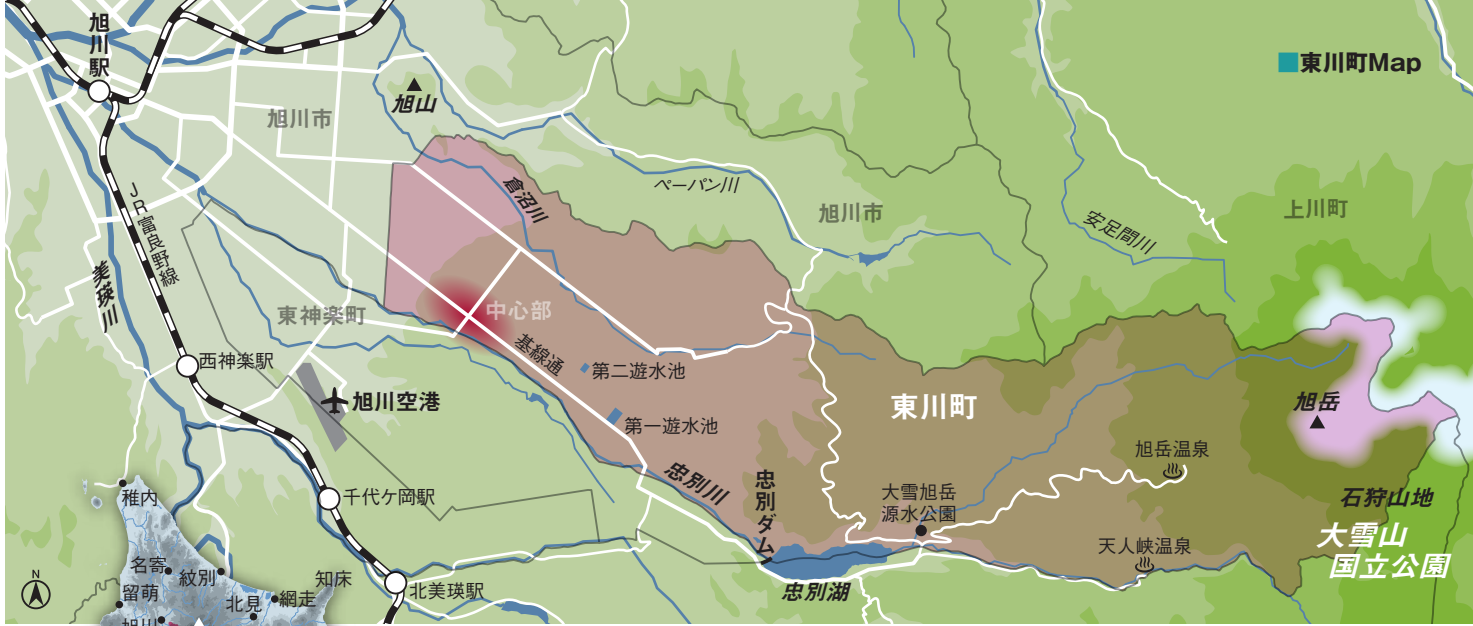 旭川駅
東川町Map
旭山
旭川市
倉沼川
ペーパン川
旭川市
安足間川
上川町
JR富良野線
美瑛川
東神楽町
中心部
基線通
西神楽駅
第二遊水池
旭川空港
第一遊水池
東川町
旭岳
忠別川
忠別ダム
旭岳温泉
大雪旭岳
源水公園
石狩山地
大雪山
国立公園
千代ケ岡駅
天人峡温泉
稚内
名寄
紋別
知床
留萌
北見
網走
旭川
北美瑛駅
忠別湖
N